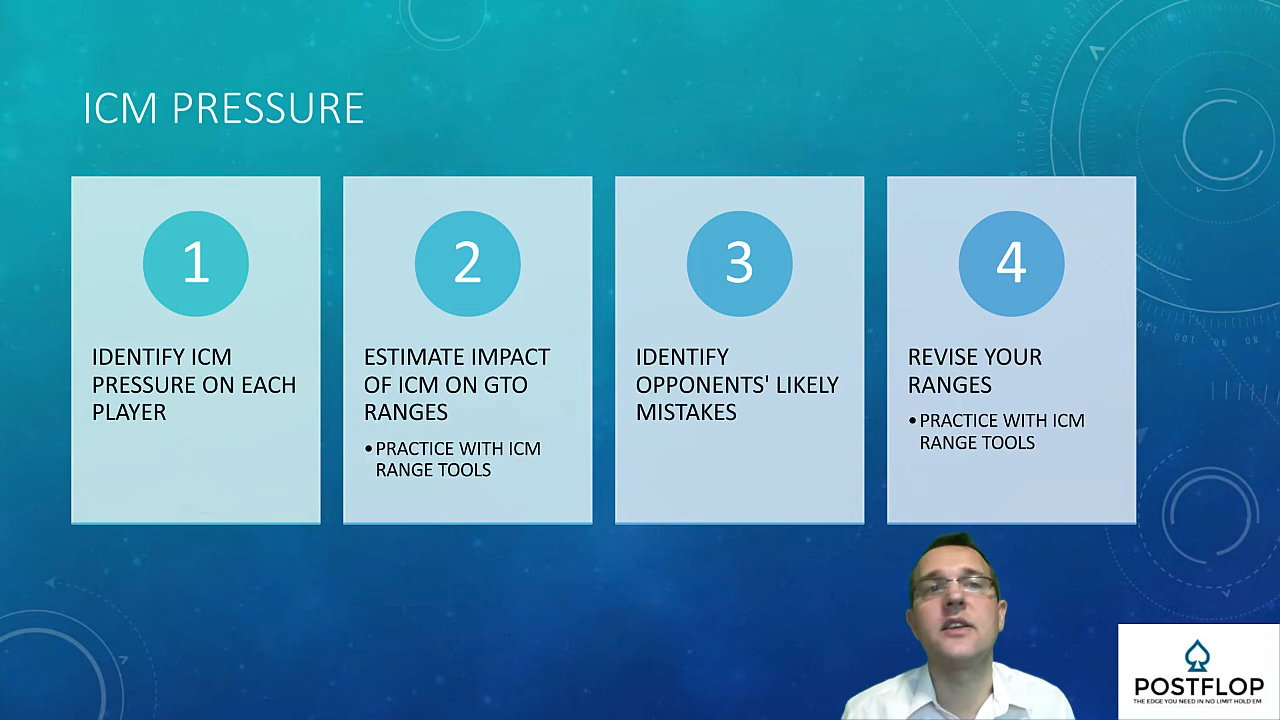 ICM PRESSURE
1
IDENTIFY ICM
PRESSURE ON EACH
PLAYER
2
ESTIMATE IMPACT
OF ICM ON GTO
RANGES
•PRACTICE WITH ICM
RANGE TOOLS
3
IDENTIFY
OPPONENTS' LIKELY
MISTAKES
4
REVISE YOUR
RANGES
•PRACTICE WITH ICM
RANGE TOOLS
POSTFLOP
THE EDGE YOU NEED IN NO LIMIT HOLD EM